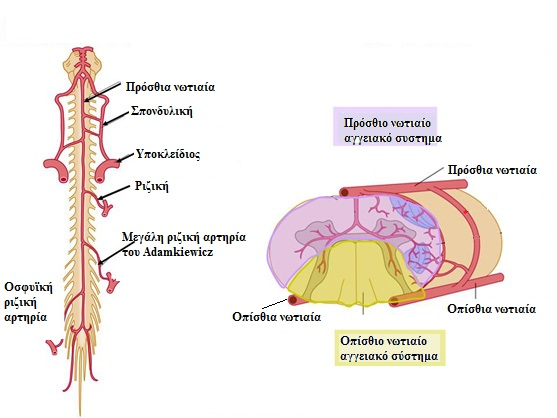 Πρόσθια νωτιαία
Σπονδυλική
Υποκλείδιος
Ριζική
Μεγάλη ριζική αρτηρία
του Adamkiewicz
Οσφυϊκή
ριζική
αρτηρία
Πρόσθιο νωτιαίο
αγγειακό συστημα
Πρόσθια νωτιαία
Οπίσθια νωτιαία
Οπίσθια νωτιαία
Οπίσθιο νωτιαίο
αγγειακό σύστημα